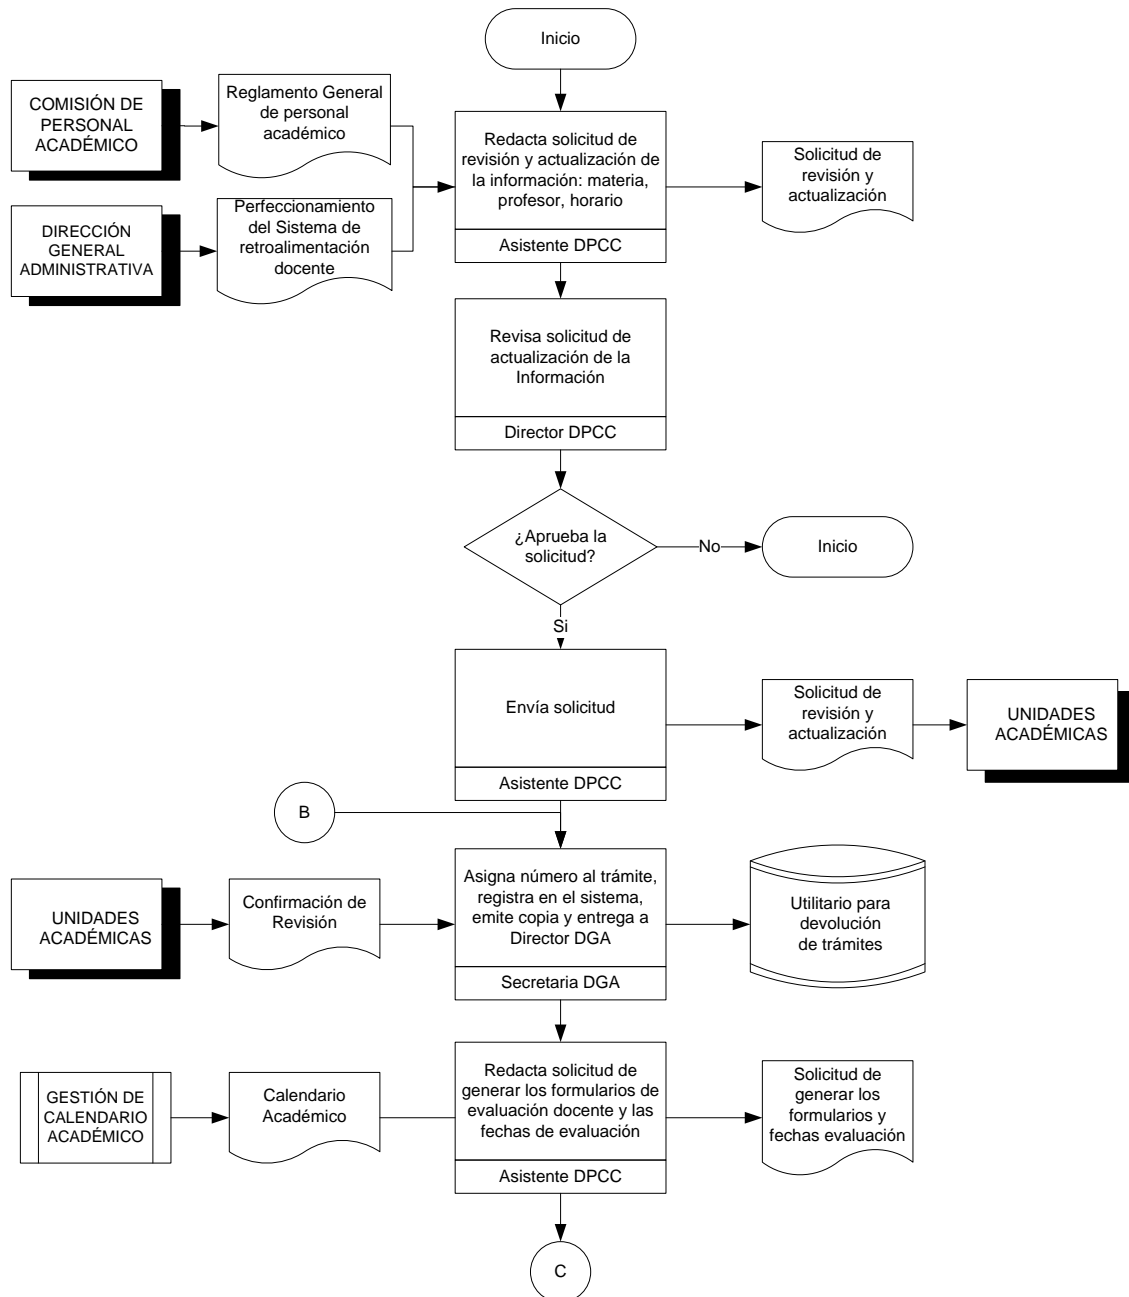 Inicio
COMISIÓN DE
PERSONAL
ACADÉMICO
Reglamento General
de personal
académico
Redacta solicitud de
revisión y actualización de
la información: materia,
profesor, horario
Asistente DPCC
Solicitud de
revisión y
actualización
DIRECCIÓN
GENERAL
ADMINISTRATIVA
Perfeccionamiento
del Sistema de
retroalimentación
docente
Revisa solicitud de
actualización de la
Información
Director DPCC
¿Aprueba la
solicitud?
No
Inicio
Si
Envía solicitud
Asistente DPCC
Solicitud de
revisión y
actualización
UNIDADES
ACADÉMICAS
B
UNIDADES
ACADÉMICAS
Confirmación de
Revisión
Asigna número al trámite,
registra en el sistema,
emite copia y entrega a
Director DGA
Secretaria DGA
Utilitario para
devolución
de trámites
GESTIÓN DE
CALENDARIO
ACADÉMICO
Calendario
Académico
Redacta solicitud de
generar los formularios de
evaluación docente y las
fechas de evaluación
Asistente DPCC
Solicitud de
generar los
formularios y
fechas evaluación
C